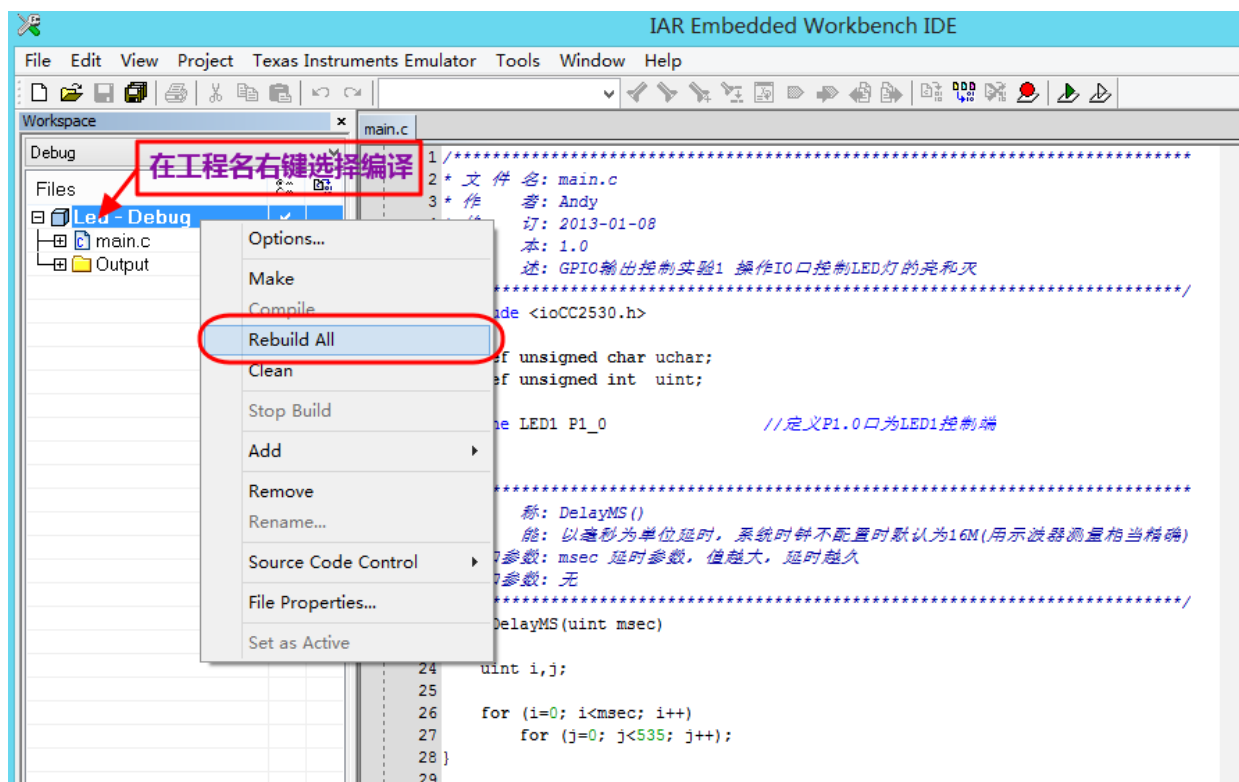 IAR Embedded Workbench IDE
File Edit View Project Texas Instruments Emulator Tools Window Help
Workspace
main.c
Debug
在工程名右键选择编译
Files
Led - Debug
main.c
Output
Options...
Make
Compile
Rebuild All
Clean
Stop Build
Add
Remove
Rename...
Source Code Control
File Properties...
Set as Active
1 /***************************************************************************
2 * 文 件 名: main.c
3 * 作 者: Andy
订: 2013-01-08
本: 1.0
述: GPIO输出控制实验1 操作IO口控制LED灯的亮和灭
***************************************************************************/
ude <ioCC2530.h>
ef unsigned char uchar;
ef unsigned int uint;
ne LED1 P1_0 //定义P1.0口为LED1控制端
***************************************************************************
称: DelayMS()
能: 以毫秒为单位延时，系统时钟不配置时默认为16M(用示波器测量相当精确)
参数: msec 延时参数，值越大，延时越久
参数: 无
***************************************************************************/
DelayMS(uint msec)
24 uint i,j;
25
26 for (i=0; i<msec; i++)
27 for (j=0; j<535; j++);
28 }
29